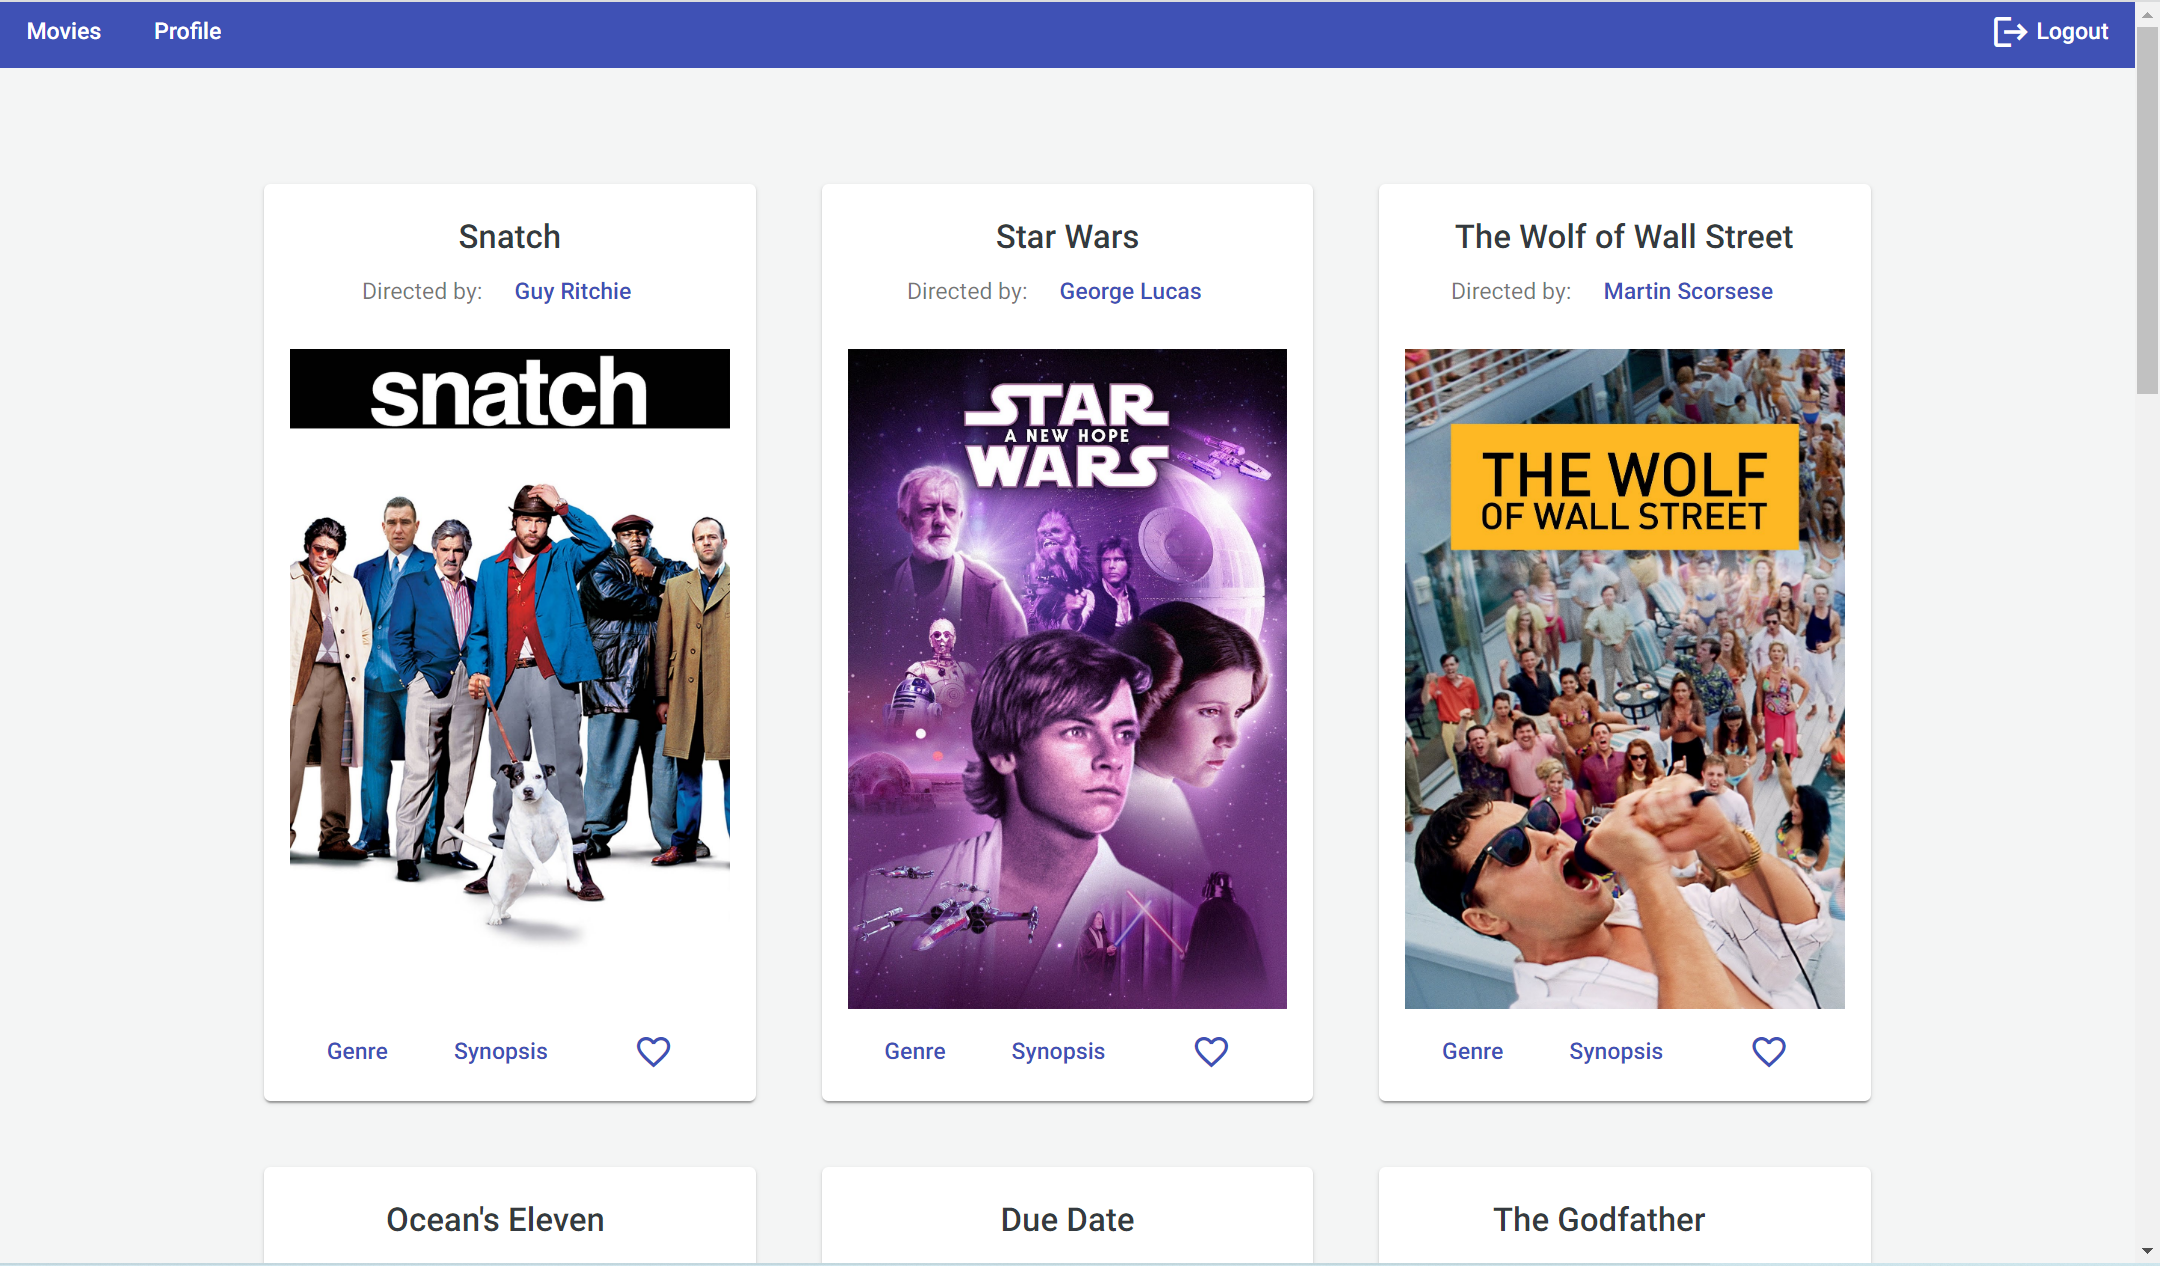 Movies Profile Logout
Snatch
Directed by: Guy Ritchie
snatch
Genre Synopsis
Star Wars
Directed by: George Lucas
STAR
A NEW HOPE
WARS
Genre Synopsis
The Wolf of Wall Street
Directed by: Martin Scorsese
THE WOLF
OF WALL STREET
Genre Synopsis
Ocean's Eleven
Due Date
The Godfather